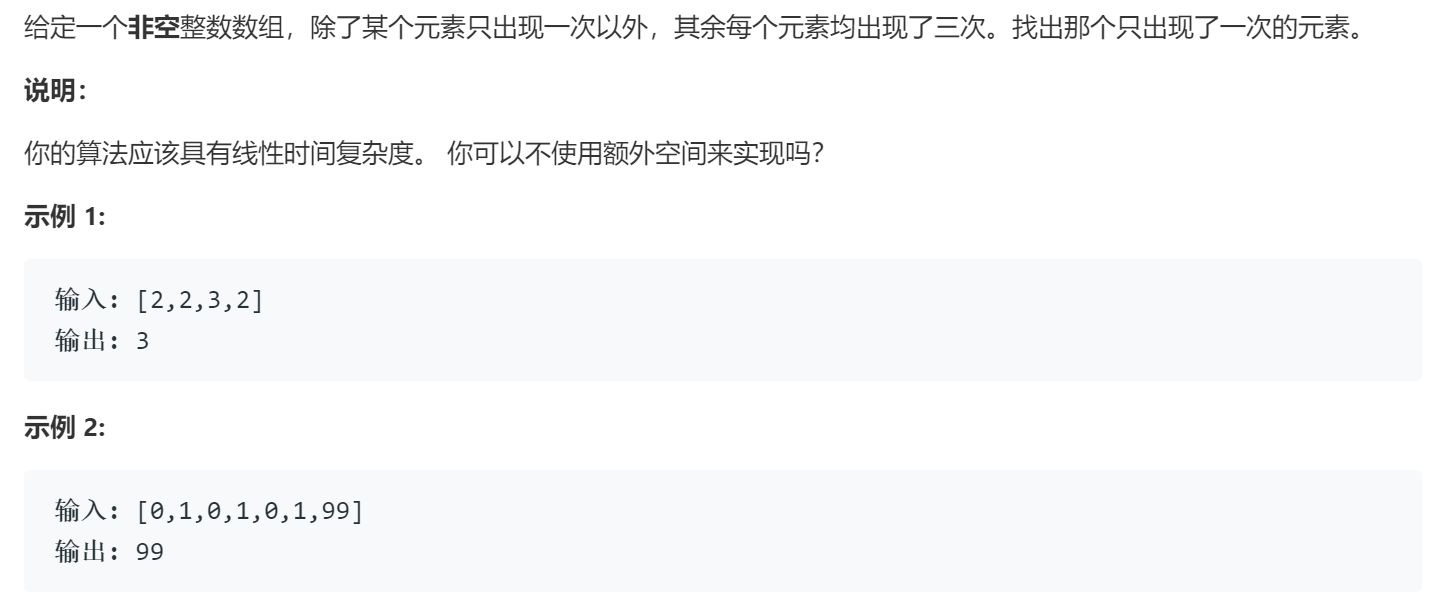 给定一个非空整数数组，除了某个元素只出现一次以外，其余每个元素均出现了三次。找出那个只出现了一次的元素。
说明：
你的算法应该具有线性时间复杂度。 你可以不使用额外空间来实现吗？
示例 1:
输入: [2,2,3,2]
输出: 3
示例 2:
输入: [0,1,0,1,0,1,99]
输出: 99